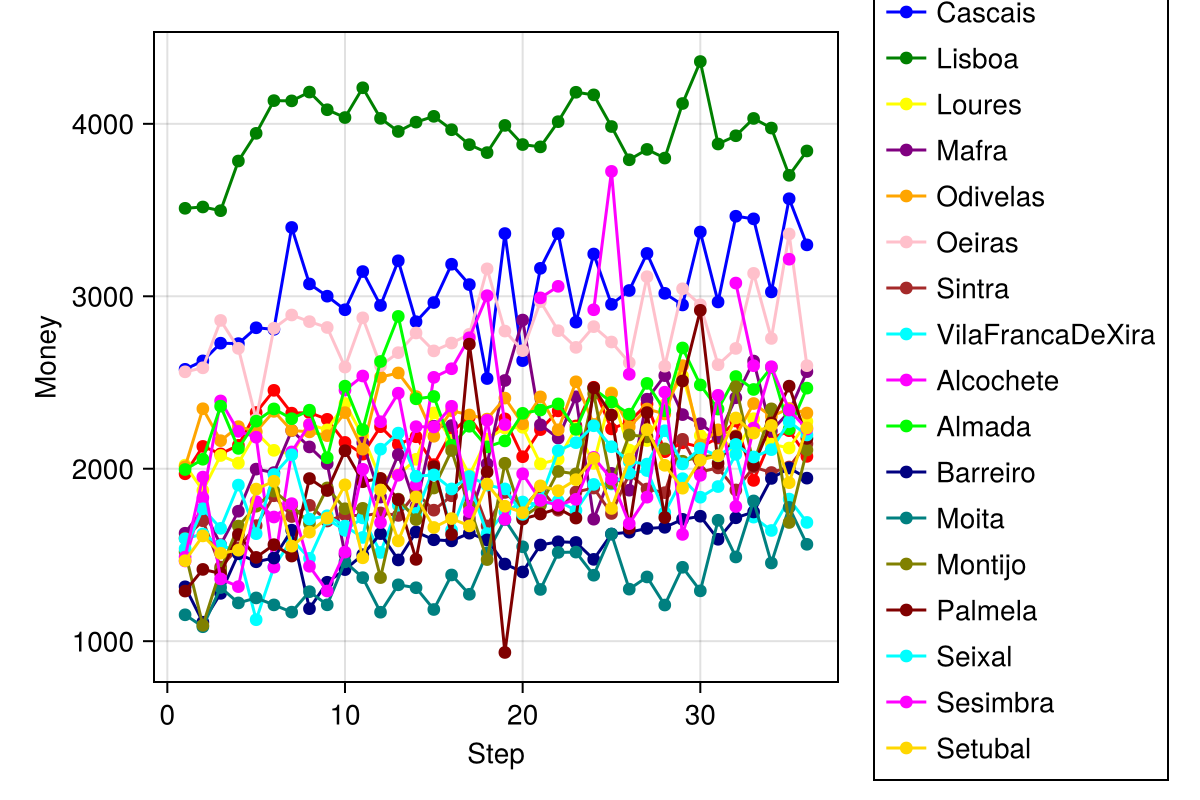 4000
3000
2000
1000
Money
0
10
20
30
Step
Cascais
Lisboa
Loures
Mafra
Odivelas
Oeiras
Sintra
VilaFrancaDeXira
Alcochete
Almada
Barreiro
Moita
Montijo
Palmela
Seixal
Sesimbra
Setubal